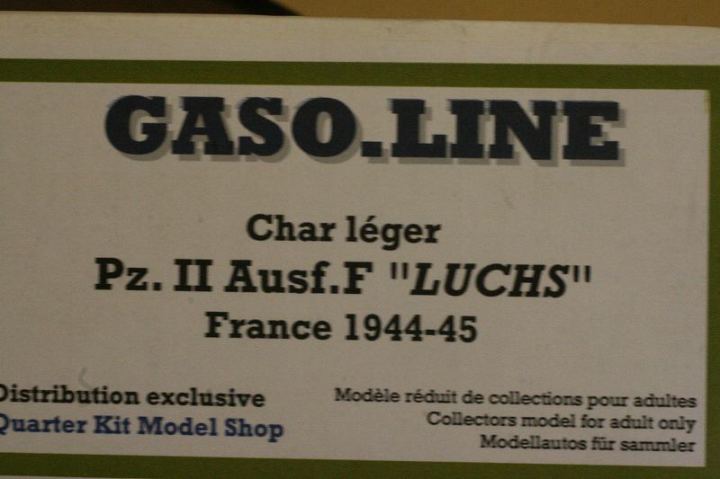 GASO.LINE
Char léger
Pz. II Ausf.F "LUCHS"
France 1944-45
Distribution exclusive
Quarter Kit Model Shop
Modèle réduit de collections pour adultes
Collectors model for adult only
Modellautos für sammler